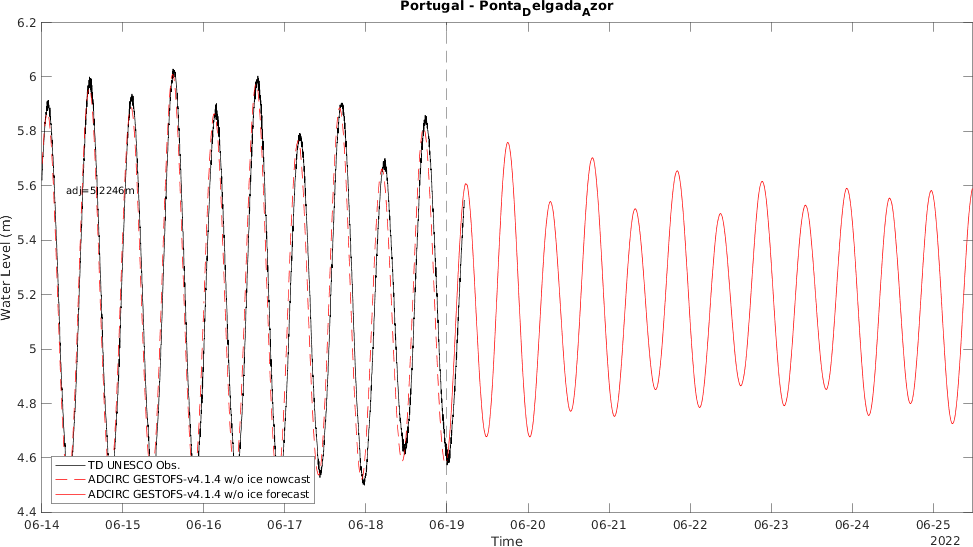 Portugal - PontaDelgadaAzor
6.2
6
5.8
5.6
5.4
5.2
5
4.8
4.6
4.4
Water Level (m)
adj=5.2246m
TD UNESCO Obs.
ADCIRC GESTOFS-v4.1.4 w/o ice nowcast
ADCIRC GESTOFS-v4.1.4 w/o ice forecast
06-14 06-15 06-16 06-17 06-18 06-19 06-20 06-21 06-22 06-23 06-24 06-25
Time
2022